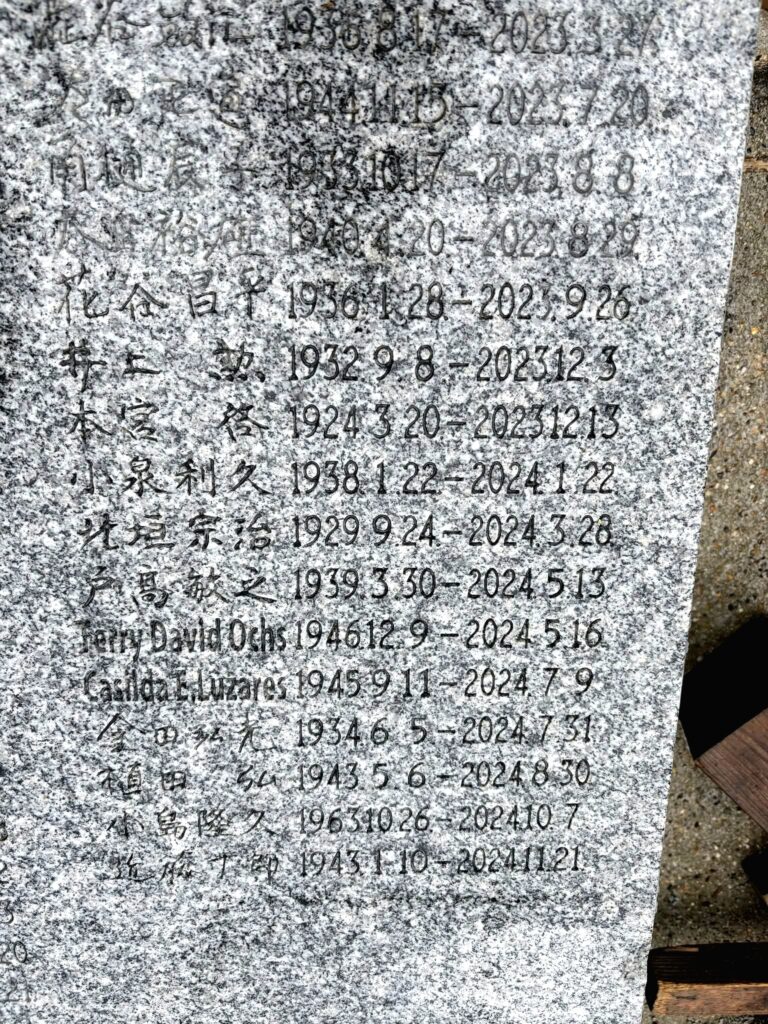 1936.8.17-2023.3.27
1944.11.13-2023.7.20
1933.10.17-2023.8.8
裕雄 1940.4.20-2023.8.29
花谷昌平 1936.1.28-2023.9.26
井上 勲 1932.9.8-2023.12.3
本宮 啓 1924.3.20-2023.12.13
小泉利久 1938.1.22-2024.1.22
北垣宗治 1929.9.24-2024.3.28
戸髙敏之 1939.3.30-2024.5.13
Terry David Ochs 1946.12.9-2024.5.16
Casilda E.Luzares 1945.9.11-2024.7.9
金田弘光 1934.6.5-2024.7.31
植田 弘 1943.5.6-2024.8.30
小島隆久 1963.10.26-2024.10.7
近藤十郎 1943.1.10-2024.11.21
20